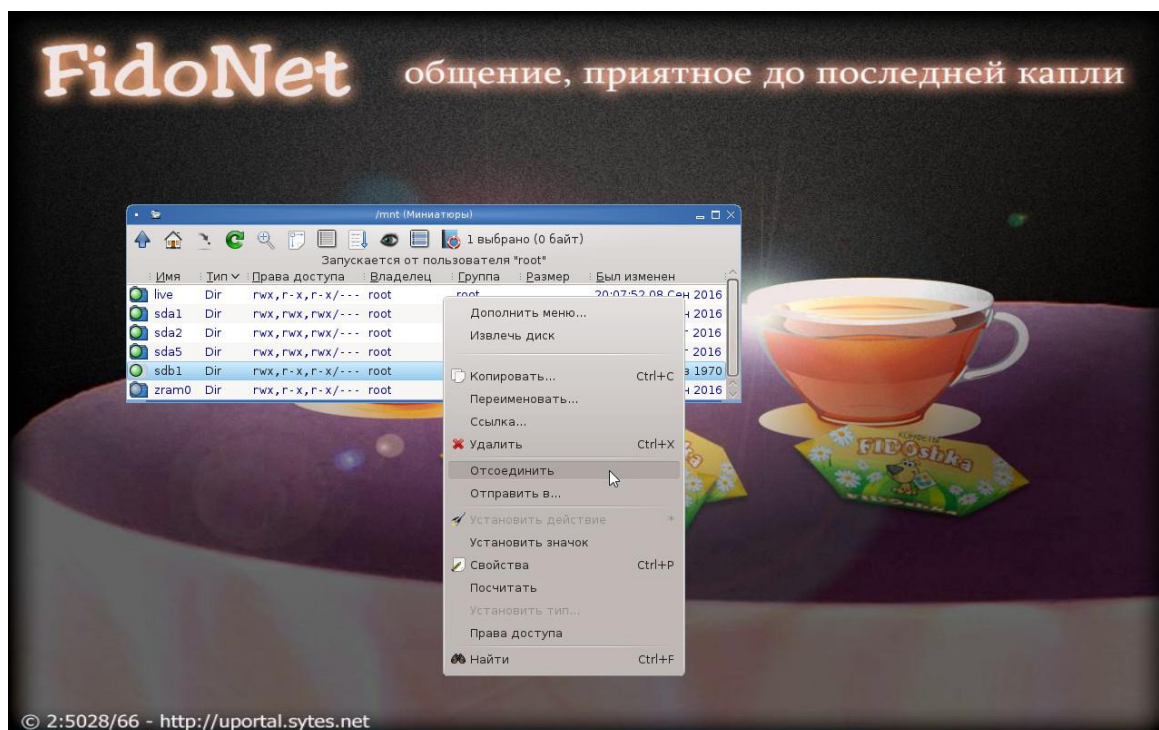 FidoNet
общение, приятное до последней капли
/mnt (Миниатюры)
1 выбрано (0 байт)
Запускается от пользователя "root"
Имя Тип Права доступа Владелец Группа Размер Был изменен
live Dir rwx,r-x,r-x/--- root root 20:07:52 08 Сен 2016
sda1 Dir rwx,rwx,rwx/--- root 2016
sda2 Dir rwx,rwx,rwx/--- root 2016
sda5 Dir rwx,rwx,rwx/--- root 2016
sdb1 Dir rwx,r-x,r-x/--- root 1970
zram0 Dir rwx,r-x,r-x/--- root 2016
Дополнить меню...
Извлечь диск
Копировать... Ctrl+C
Переименовать...
Ссылка...
Удалить Ctrl+X
Отсоединить
Отправить в...
Установить действие *
Установить значок
Свойства Ctrl+P
Посчитать
Установить тип...
Права доступа
Найти Ctrl+F
FIDOshka
FIDOshka
© 2:5028/66 - http://uportal.sytes.net